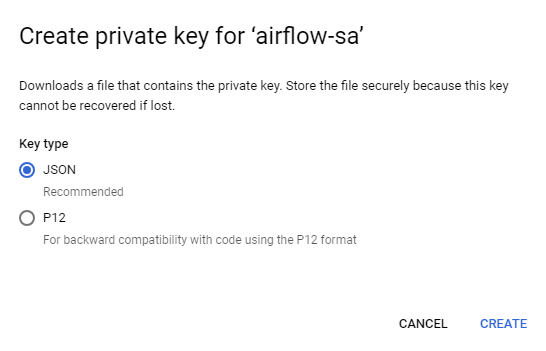 Create private key for ‘airflow-sa’
Downloads a file that contains the private key. Store the file securely because this key
cannot be recovered if lost.
Key type
JSON
Recommended
P12
For backward compatibility with code using the P12 format
CANCEL CREATE